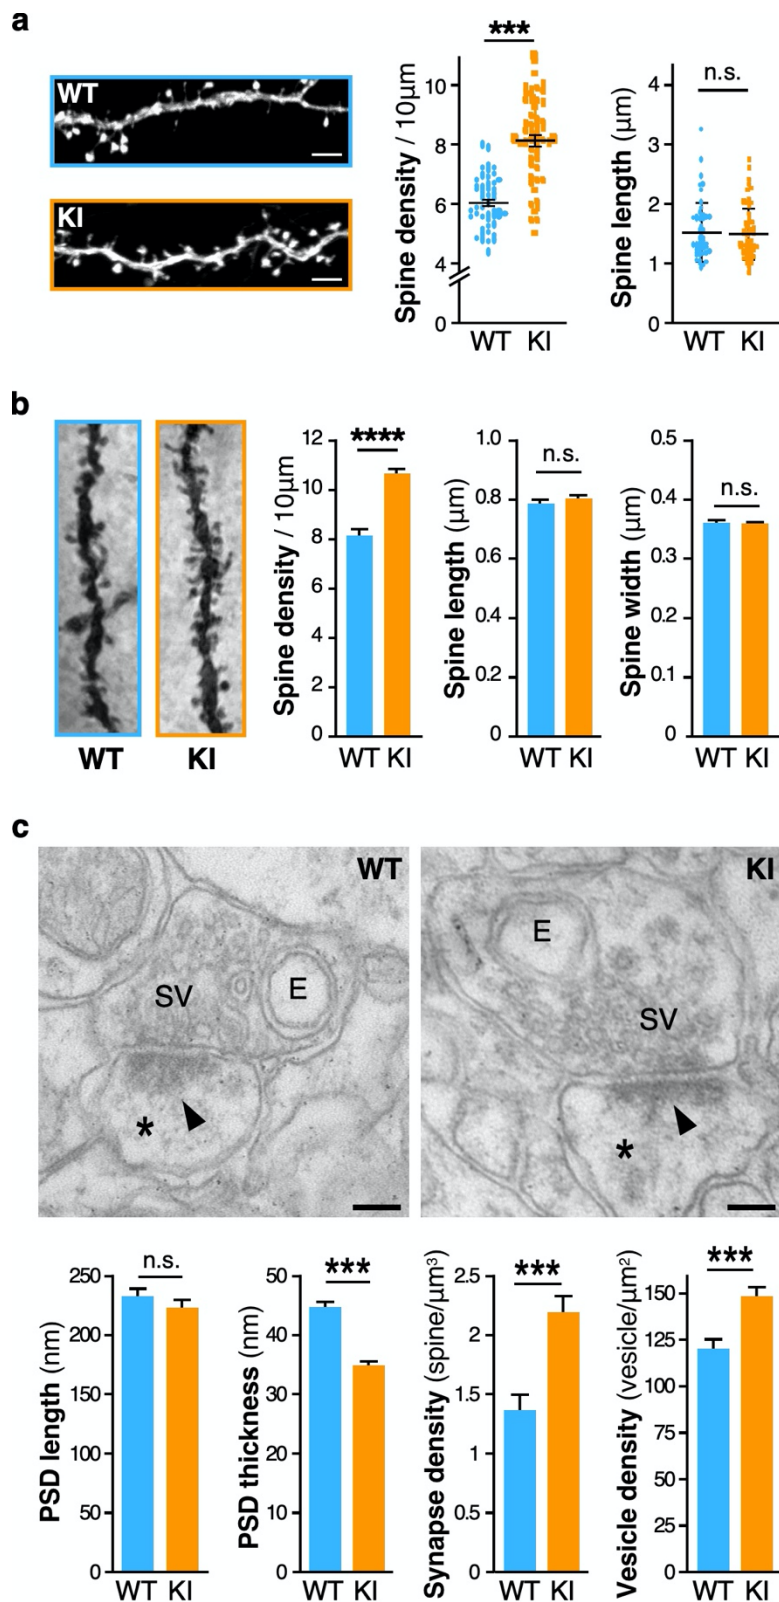 a
WT
KI
***
Spine density / 10µm
10
8
6
4
0
WT KI
n.s.
Spine length (µm)
4
3
2
1
0
WT KI
b
WT KI
****
Spine density / 10µm
12
10
8
6
4
2
0
WT KI
n.s.
Spine length (µm)
1.0
0.8
0.6
0.4
0.2
0
WT KI
n.s.
Spine width (µm)
0.5
0.4
0.3
0.2
0.1
0
WT KI
c
WT
SV
E
*
KI
E
SV
*
n.s.
PSD length (nm)
250
200
150
100
50
0
WT KI
***
PSD thickness (nm)
50
40
30
20
10
0
WT KI
***
Synapse density (spine/µm³)
2.5
2
1.5
1
0.5
0
WT KI
***
Vesicle density (vesicle/µm²)
150
125
100
75
50
25
0
WT KI